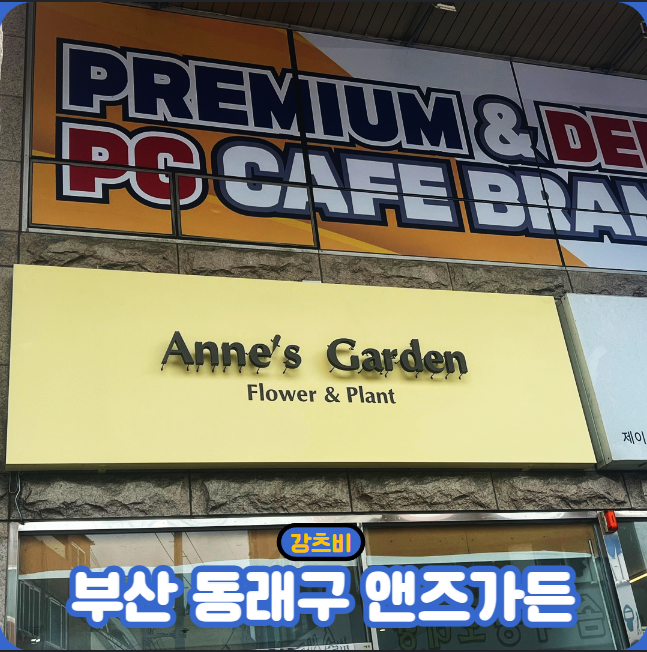 PREMIUM & DE
PC CAFE BRAN
Anne's Garden
Flower & Plant
제이
강츠비
부산 동래구 앤즈가든